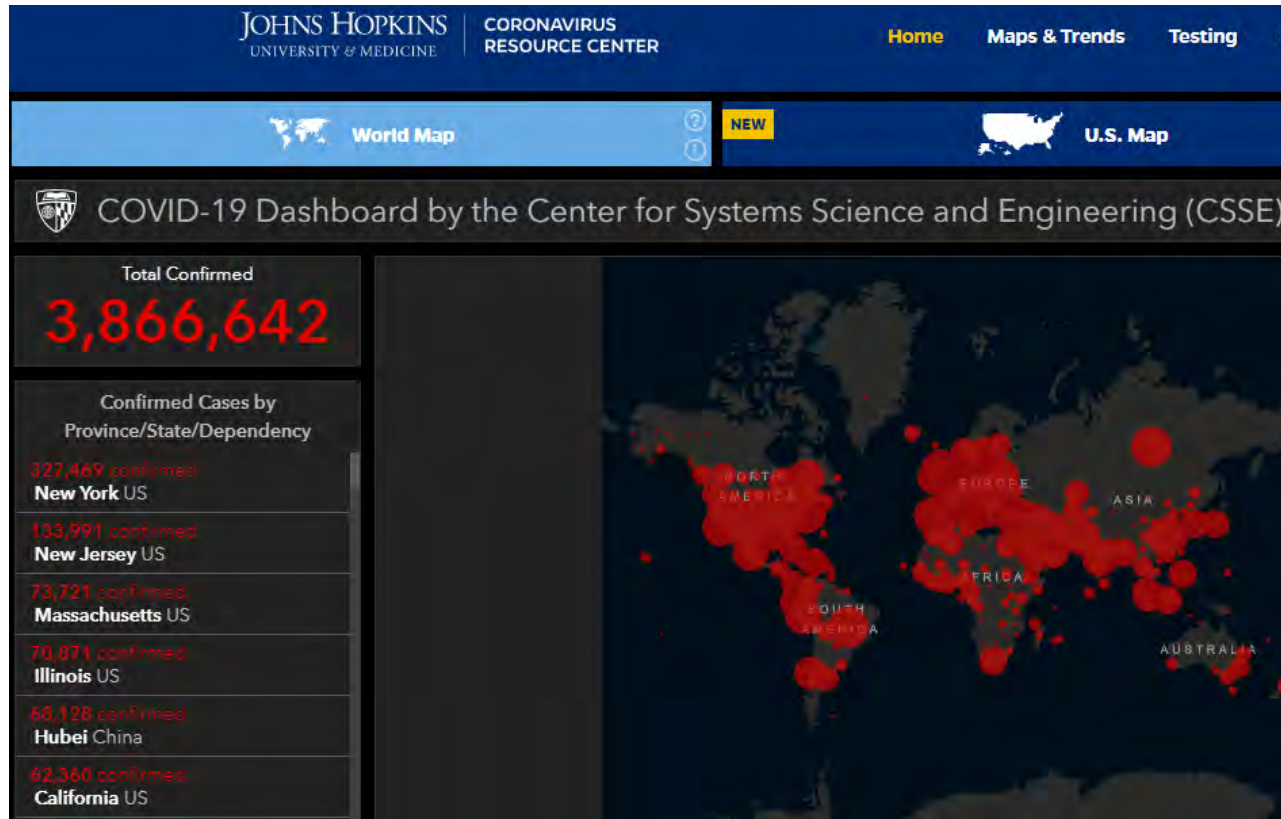 JOHNS HOPKINS
UNIVERSITY & MEDICINE
CORONAVIRUS
RESOURCE CENTER
Home Maps & Trends Testing
World Map
NEW
U.S. Map
COVID-19 Dashboard by the Center for Systems Science and Engineering (CSSE)
Total Confirmed
3,866,642
Confirmed Cases by
Province/State/Dependency
327,469 confirmed
New York US
133,991 confirmed
New Jersey US
73,721 confirmed
Massachusetts US
70,871 confirmed
Illinois US
68,128 confirmed
Hubei China
62,360 confirmed
California US
NORTH
AMERICA
EUROPE
ASIA
AFRICA
SOUTH
AMERICA
AUSTRALIA